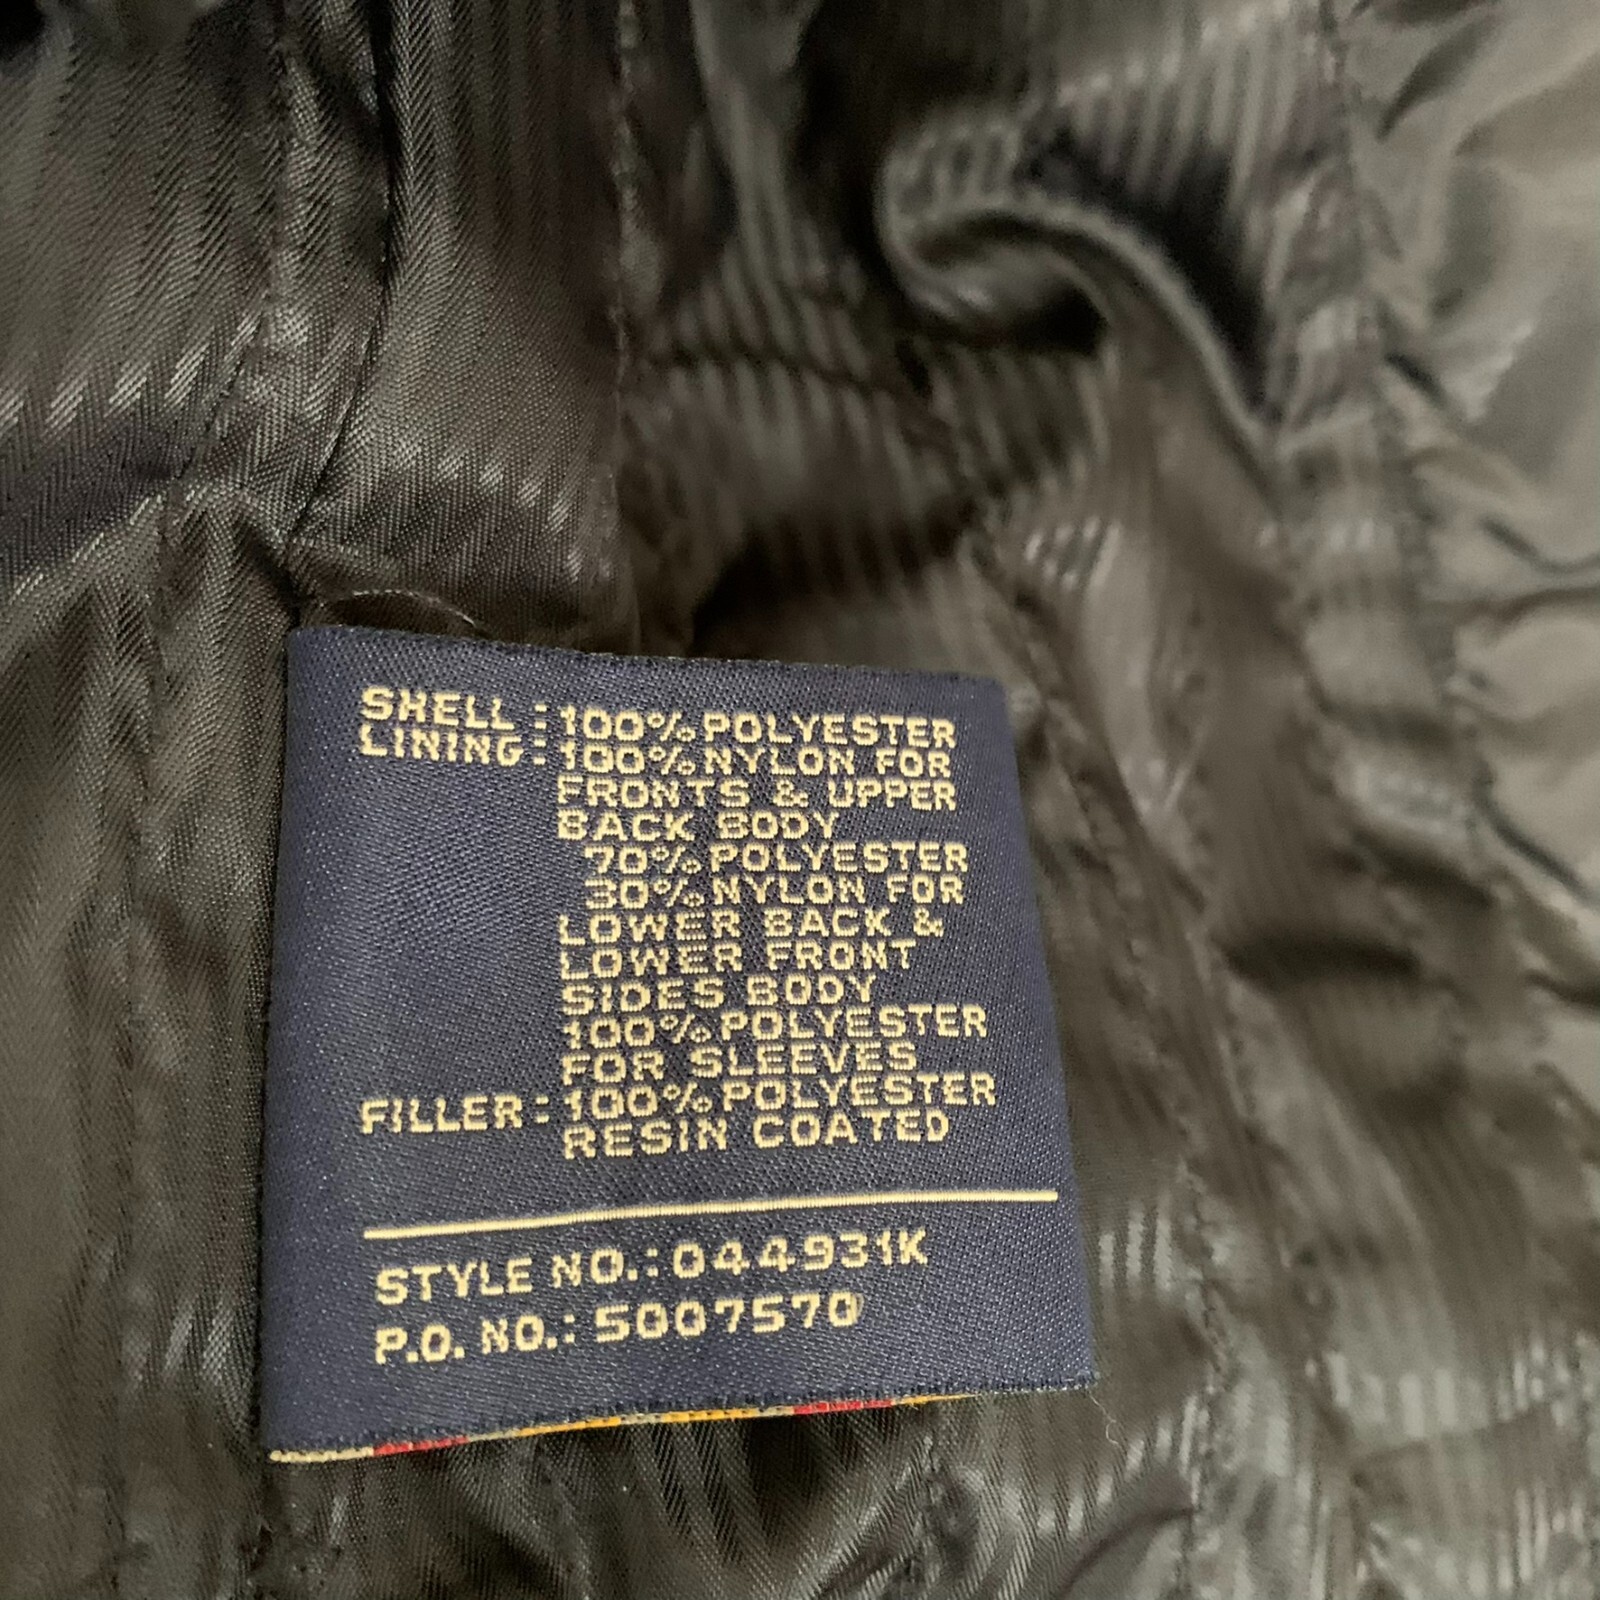 SHELL : 100% POLYESTER
LINING : 100% NYLON FOR
FRONTS & UPPER
BACK BODY
70% POLYESTER
30% NYLON FOR
LOWER BACK &
LOWER FRONT
SIDES BODY
100% POLYESTER
FOR SLEEVES
FILLER : 100% POLYESTER
RESIN COATED
STYLE NO.: 044931K
P.O. NO.: 5007570